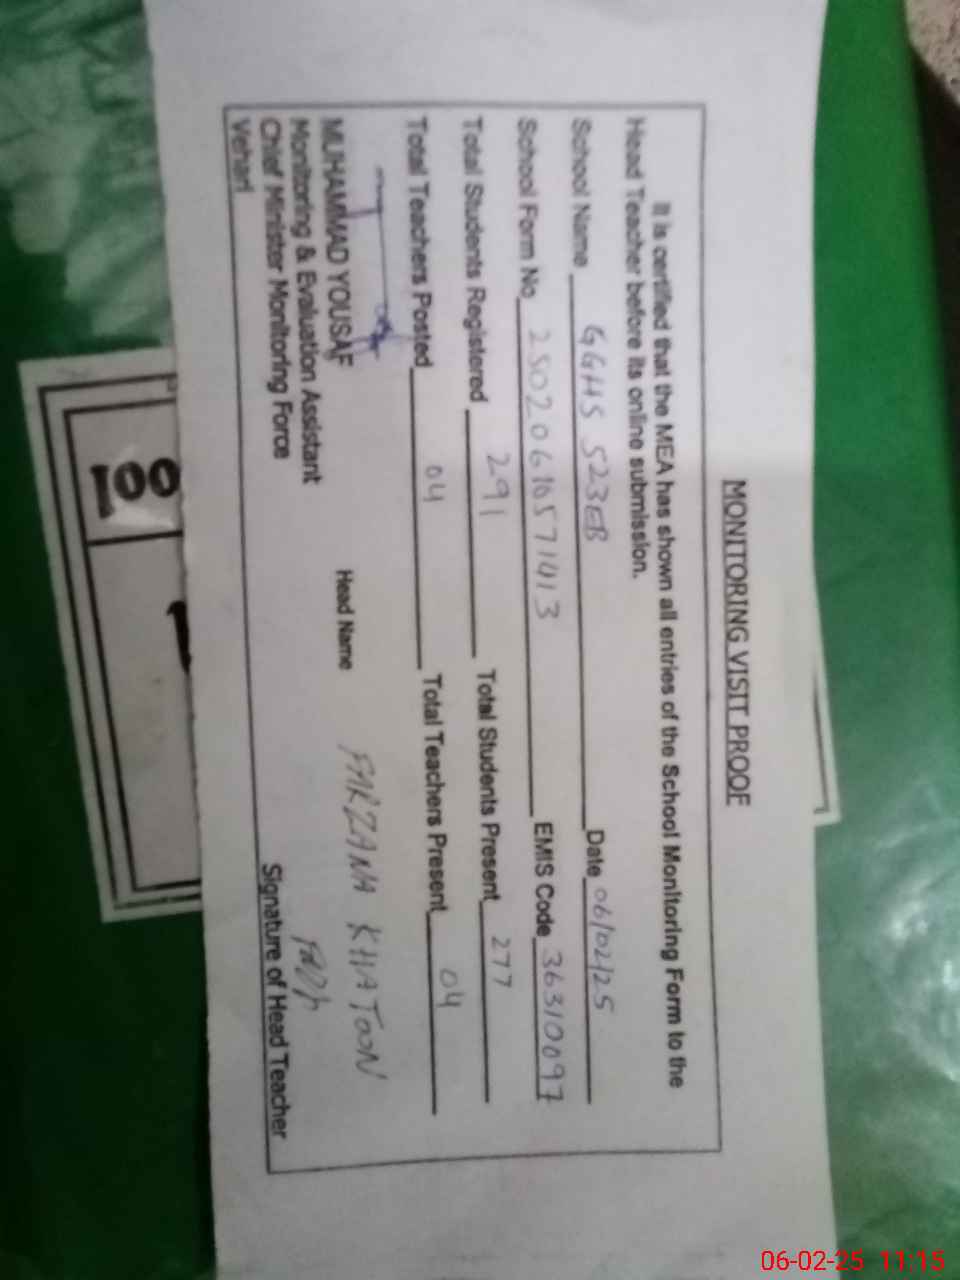 MONITORING VISIT PROOF
It is certified that the MEA has shown all entries of the School Monitoring Form to the
Head Teacher before its online submission.
School Name GGHS 523EB Date 06/02/25
School Form No 25020610571413 EMIS Code 36310097
Total Students Registered 291 Total Students Present 277
Total Teachers Posted 04 Total Teachers Present 04
MUHAMMAD YOUSAF Head Name FARZANA KHATOON
Monitoring & Evaluation Assistant
Chief Minister Monitoring Force
Vehari Signature of Head Teacher
06-02-25 11:15